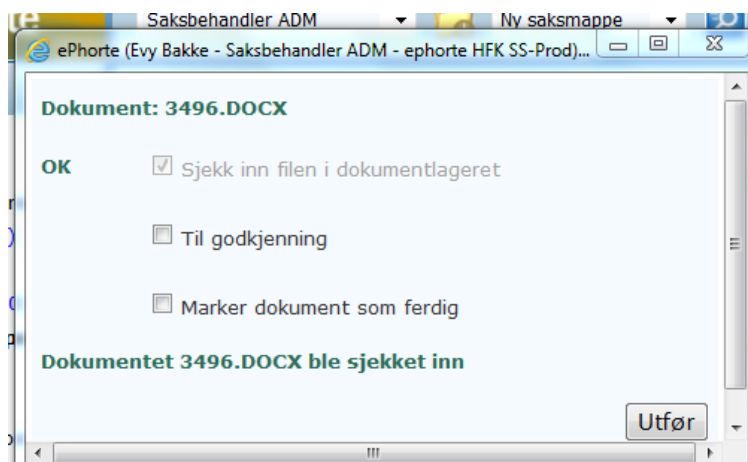 Saksbehandler ADM Ny saksmappe
ePhorte (Evy Bakke - Saksbehandler ADM - ephorte HFK SS-Prod)...
Dokument: 3496.DOCX
OK Sjekk inn filen i dokumentlageret
Til godkjenning
Marker dokument som ferdig
Dokumentet 3496.DOCX ble sjekket inn
Utfør